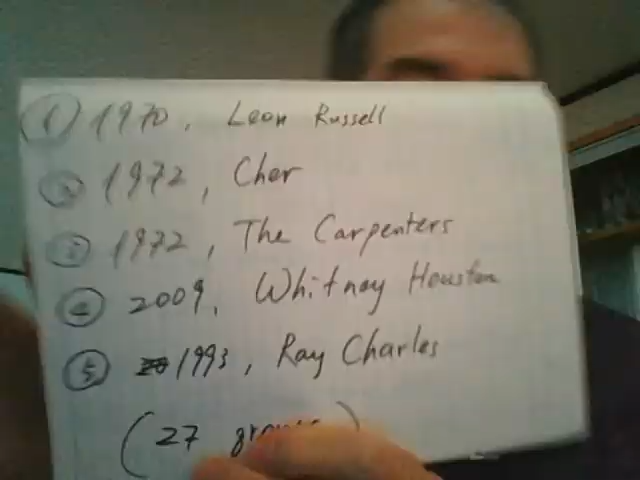 ① 1970, Leon Russell
② 1972, Cher
③ 1972, The Carpenters
④ 2009, Whitney Houston
⑤ 1993, Ray Charles
(27